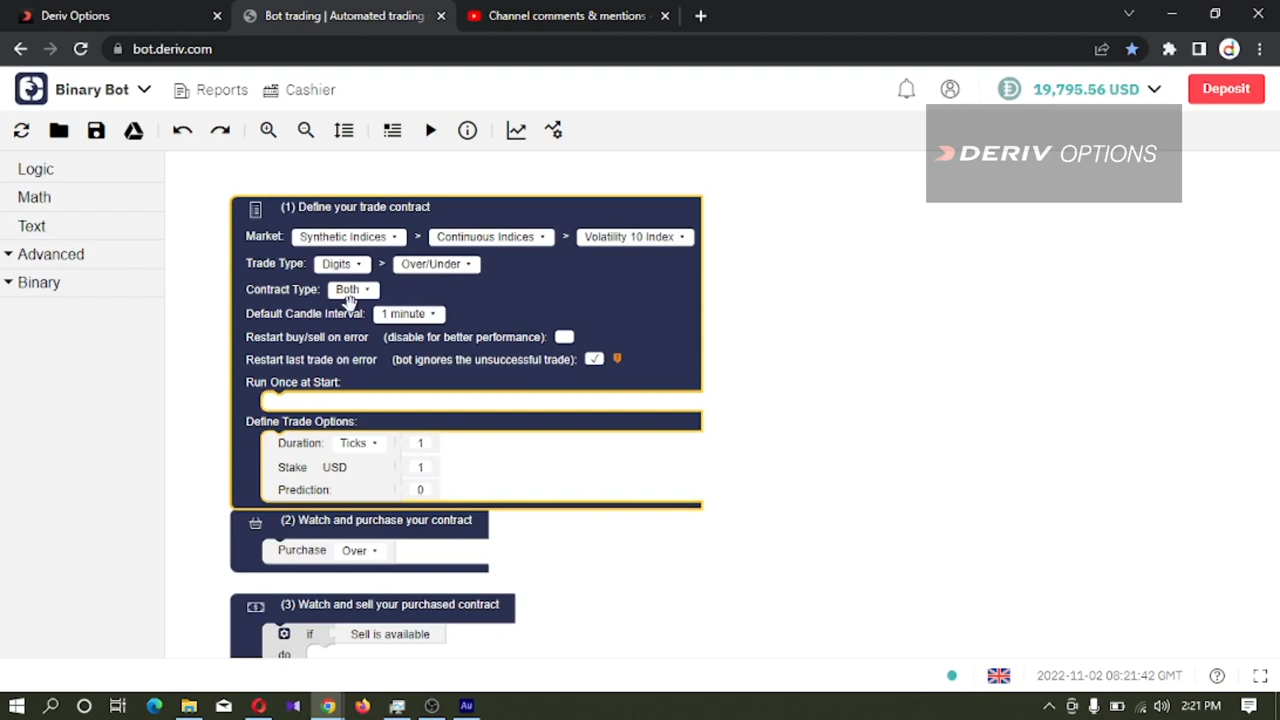 Deriv Options
Bot trading | Automated trading
Channel comments & mentions -
bot.deriv.com
Binary Bot
Reports
Cashier
19,795.56 USD
Deposit
DERIV OPTIONS
Logic
Math
Text
Advanced
Binary
(1) Define your trade contract
Market: Synthetic Indices > Continuous Indices > Volatility 10 Index
Trade Type: Digits > Over/Under
Contract Type: Both
Default Candle Interval: 1 minute
Restart buy/sell on error (disable for better performance):
Restart last trade on error (bot ignores the unsuccessful trade): ✓
Run Once at Start:
Define Trade Options:
Duration: Ticks 1
Stake USD 1
Prediction: 0
(2) Watch and purchase your contract
Purchase Over
(3) Watch and sell your purchased contract
if Sell is available
do
2022-11-02 08:21:42 GMT
Au
2:21 PM